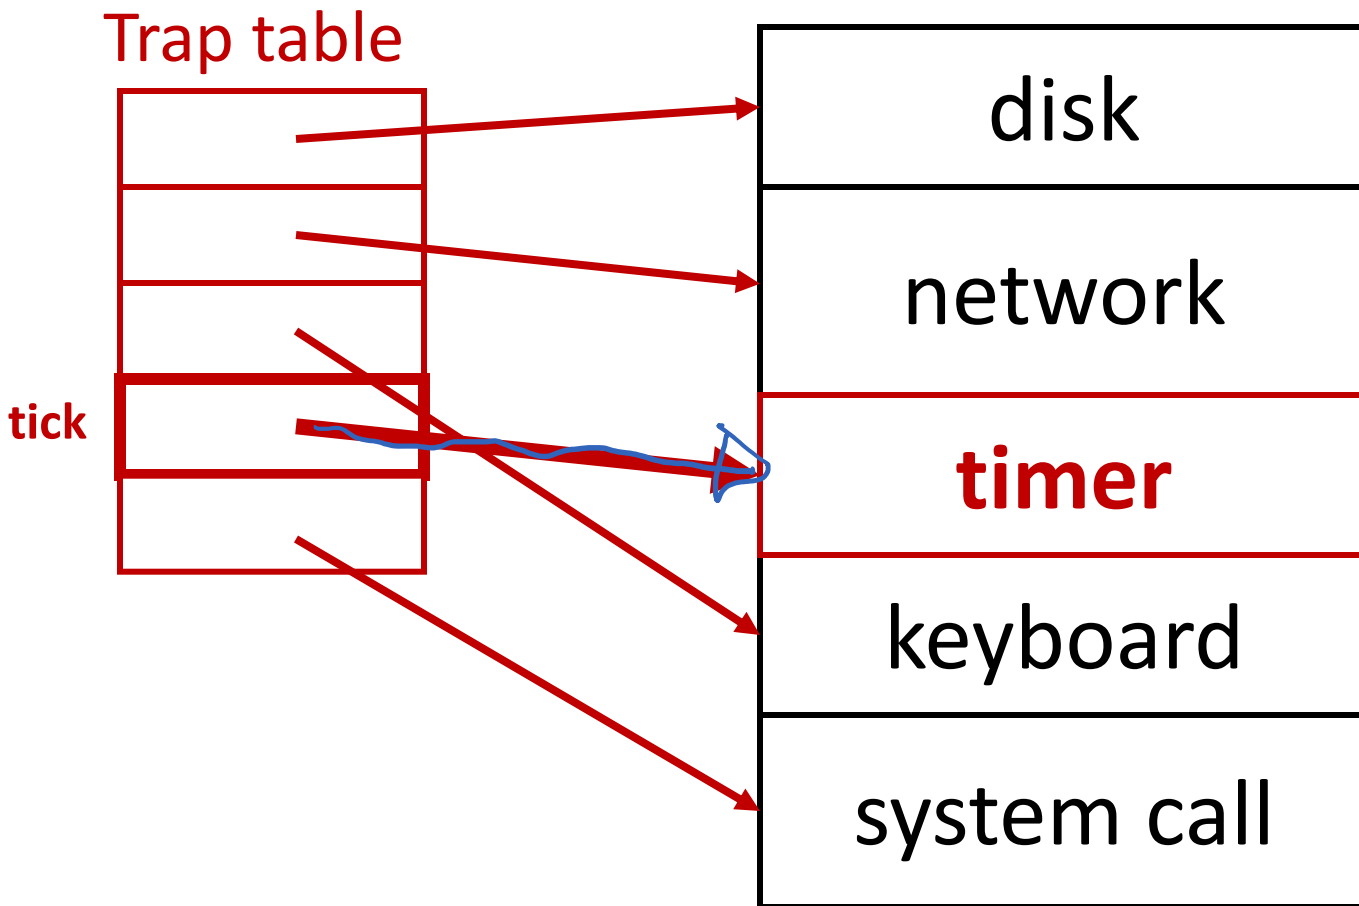 Trap table
disk
network
tick
timer
keyboard
system call